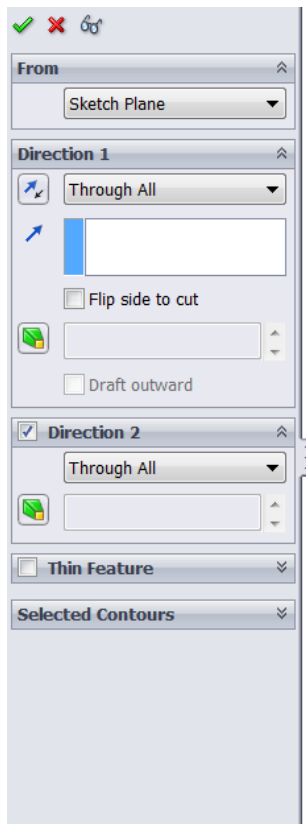 From
Sketch Plane
Direction 1
Through All
Flip side to cut
Draft outward
Direction 2
Through All
Thin Feature
Selected Contours